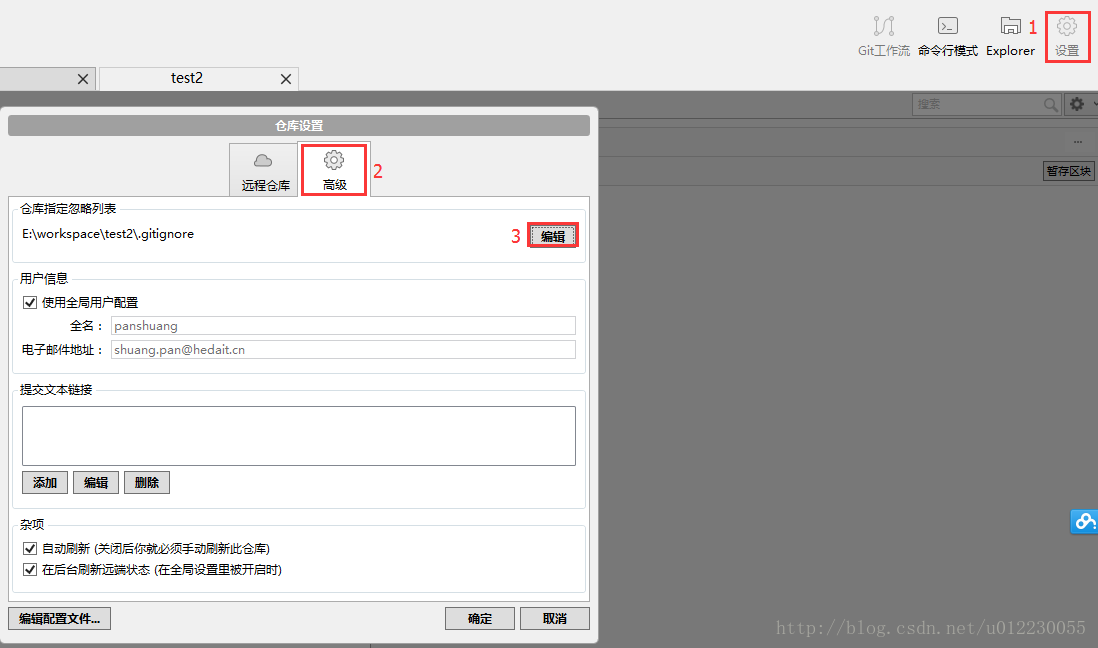 1
Git工作流 命令行模式 Explorer 设置
test2
搜索
仓库设置
...
暂存区块
远程仓库 高级 2
仓库指定忽略列表
E:\workspace\test2\.gitignore 3 编辑
用户信息
使用全局用户配置
全名： panshuang
电子邮件地址： shuang.pan@hedait.cn
提交文本链接
添加 编辑 删除
杂项
自动刷新 (关闭后你就必须手动刷新此仓库)
在后台刷新远端状态 (在全局设置里被开启时)
编辑配置文件... 确定 取消
http://blog.csdn.net/u012230055